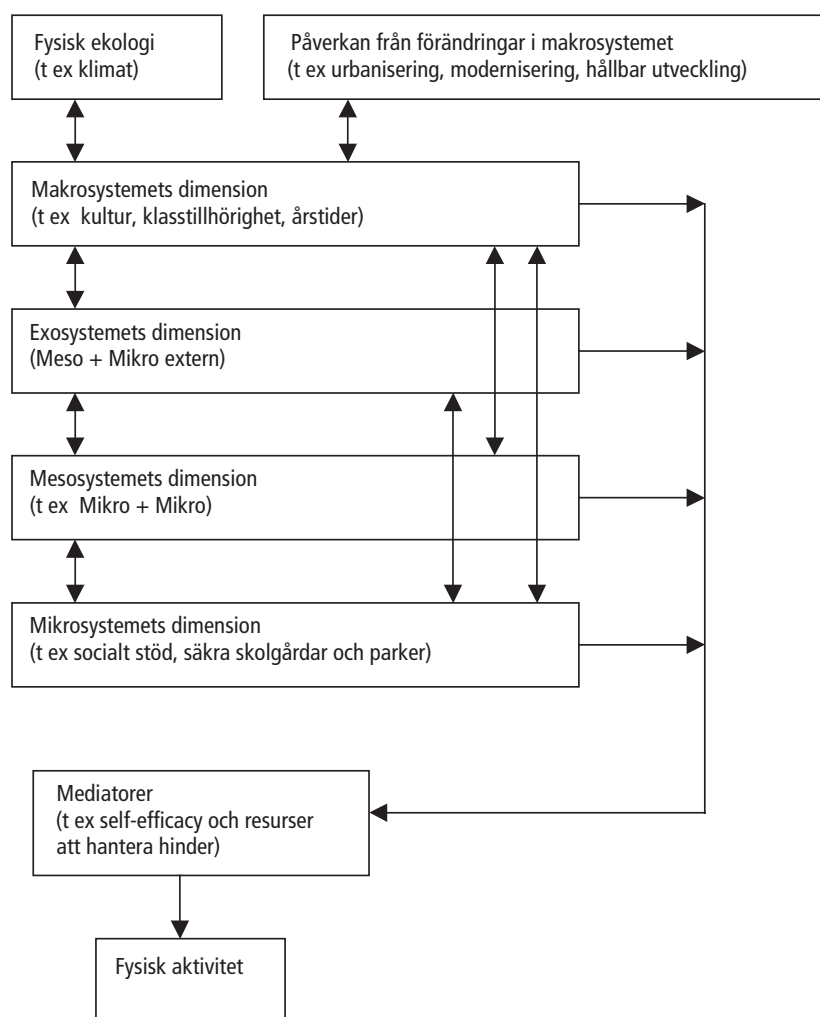 Fysisk ekologi
(t ex klimat)
Påverkan från förändringar i makrosystemet
(t ex urbanisering, modernisering, hållbar utveckling)
Makrosystemets dimension
(t ex kultur, klasstillhörighet, årstider)
Exosystemets dimension
(Meso + Mikro extern)
Mesosystemets dimension
(t ex Mikro + Mikro)
Mikrosystemets dimension
(t ex socialt stöd, säkra skolgårdar och parker)
Mediatorer
(t ex self-efficacy och resurser
att hantera hinder)
Fysisk aktivitet